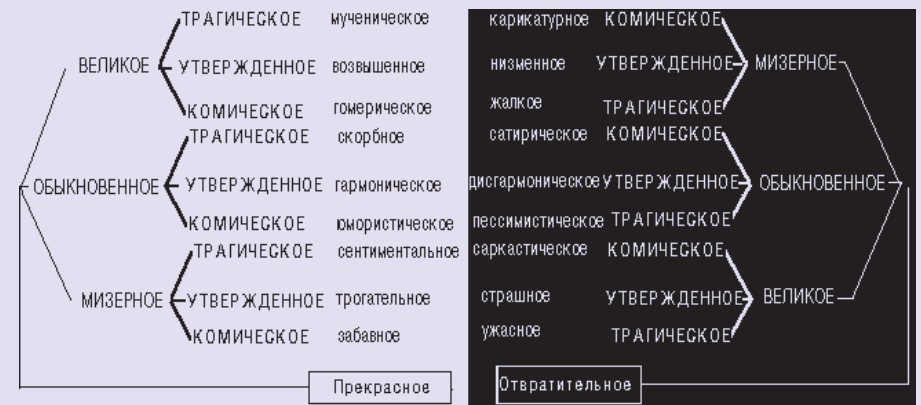 ТРАГИЧЕСКОЕ мученическое карикатурное КОМИЧЕСКОЕ
ВЕЛИКОЕ УТВЕРЖДЕННОЕ возвышенное низменное УТВЕРЖДЕННОЕ МИЗЕРНОЕ
КОМИЧЕСКОЕ гомерическое жалкое ТРАГИЧЕСКОЕ
ТРАГИЧЕСКОЕ скорбное сатирическое КОМИЧЕСКОЕ
ОБЫКНОВЕННОЕ УТВЕРЖДЕННОЕ гармоническое дисгармоническое УТВЕРЖДЕННОЕ ОБЫКНОВЕННОЕ
КОМИЧЕСКОЕ юмористическое пессимистическое ТРАГИЧЕСКОЕ
ТРАГИЧЕСКОЕ сентиментальное саркастическое КОМИЧЕСКОЕ
МИЗЕРНОЕ УТВЕРЖДЕННОЕ трогательное страшное УТВЕРЖДЕННОЕ ВЕЛИКОЕ
КОМИЧЕСКОЕ забавное ужасное ТРАГИЧЕСКОЕ
Прекрасное Отвратительное